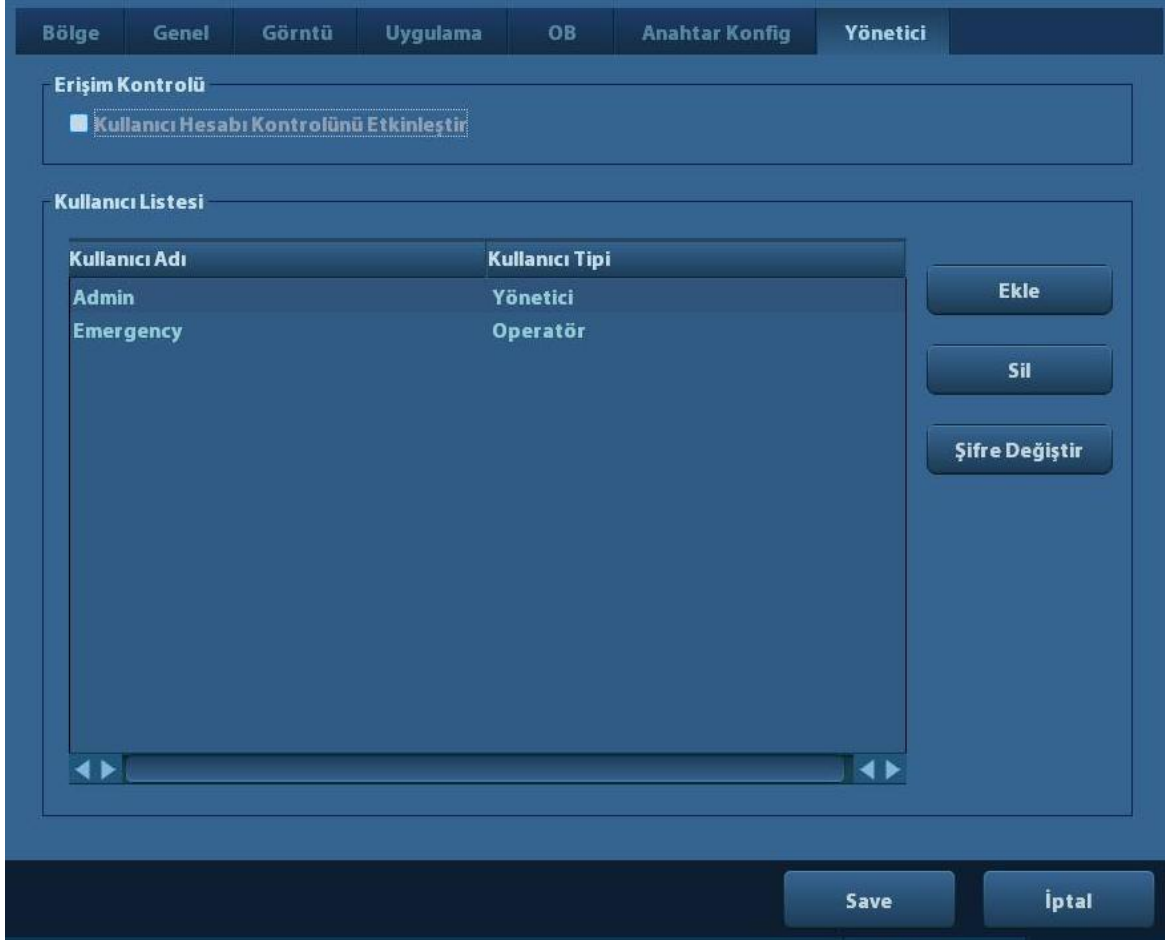 Bölge Genel Görntü Uygulama OB Anahtar Konfig Yönetici
Erişim Kontrolü
Kullanıcı Hesabı Kontrolünü Etkinleştir
Kullanıcı Listesi
Kullanıcı Adı Kullanıcı Tipi
Admin Yönetici
Emergency Operatör
Ekle
Sil
Şifre Değiştir
Save İptal